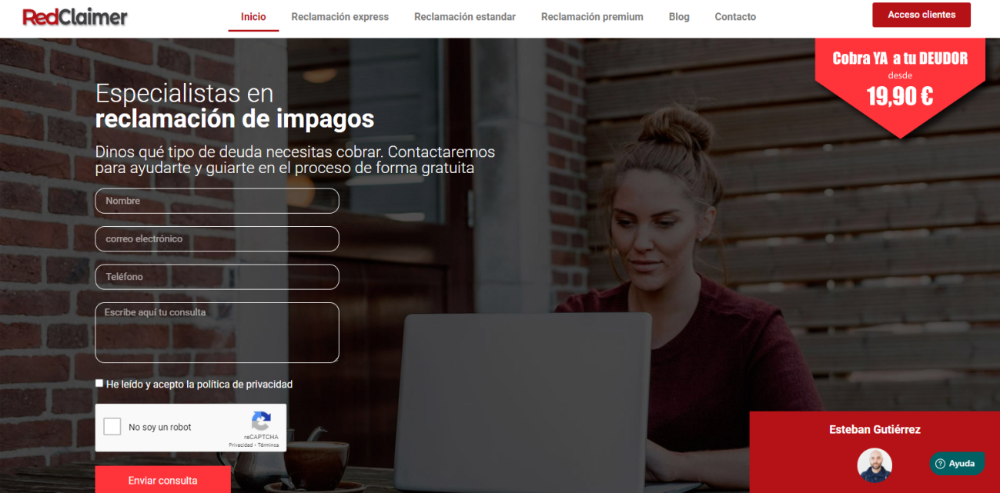 RedClaimer
Inicio
Reclamación express
Reclamación estandar
Reclamación premium
Blog
Contacto
Acceso clientes
Cobra YA a tu DEUDOR
desde
19,90 €
Especialistas en
reclamación de impagos
Dinos qué tipo de deuda necesitas cobrar. Contactaremos
para ayudarte y guiarte en el proceso de forma gratuita
Nombre
correo electrónico
Teléfono
Escribe aquí tu consulta
He leído y acepto la política de privacidad
No soy un robot
reCAPTCHA
Privacidad - Términos
Enviar consulta
Esteban Gutiérrez
Ayuda